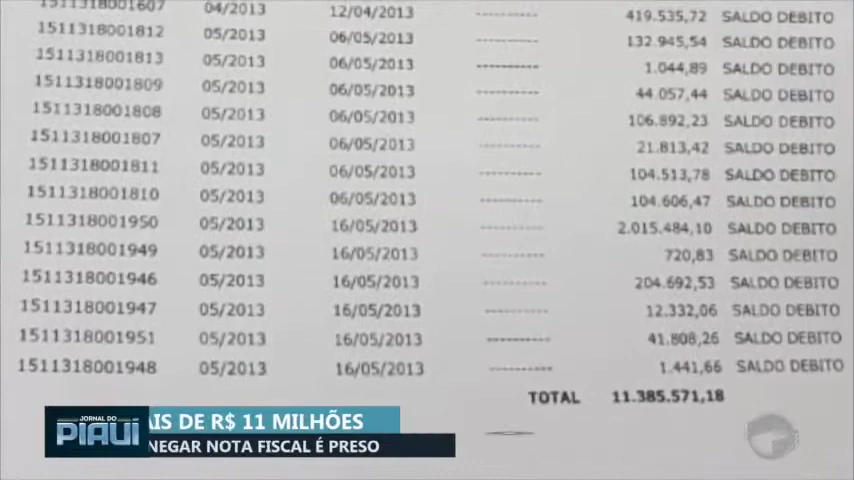 1511318001607 04/2013 12/04/2013 ---------- 419.535,72 SALDO DEBITO
1511318001812 05/2013 06/05/2013 ---------- 132.945,54 SALDO DEBITO
1511318001813 05/2013 06/05/2013 ---------- 1.044,89 SALDO DEBITO
1511318001809 05/2013 06/05/2013 ---------- 44.057,44 SALDO DEBITO
1511318001808 05/2013 06/05/2013 ---------- 106.892,23 SALDO DEBITO
1511318001807 05/2013 06/05/2013 ---------- 21.813,42 SALDO DEBITO
1511318001811 05/2013 06/05/2013 ---------- 104.513,78 SALDO DEBITO
1511318001810 05/2013 06/05/2013 ---------- 104.606,47 SALDO DEBITO
1511318001950 05/2013 16/05/2013 ---------- 2.015.484,10 SALDO DEBITO
1511318001949 05/2013 16/05/2013 ---------- 720,83 SALDO DEBITO
1511318001946 05/2013 16/05/2013 ---------- 204.692,53 SALDO DEBITO
1511318001947 05/2013 16/05/2013 ---------- 12.332,06 SALDO DEBITO
1511318001951 05/2013 16/05/2013 ---------- 41.808,26 SALDO DEBITO
1511318001948 05/2013 16/05/2013 ---------- 1.441,66 SALDO DEBITO
TOTAL 11.385.571,18
JORNAL DO
PIAUÍ
AIS DE R$ 11 MILHÕES
NEGAR NOTA FISCAL É PRESO